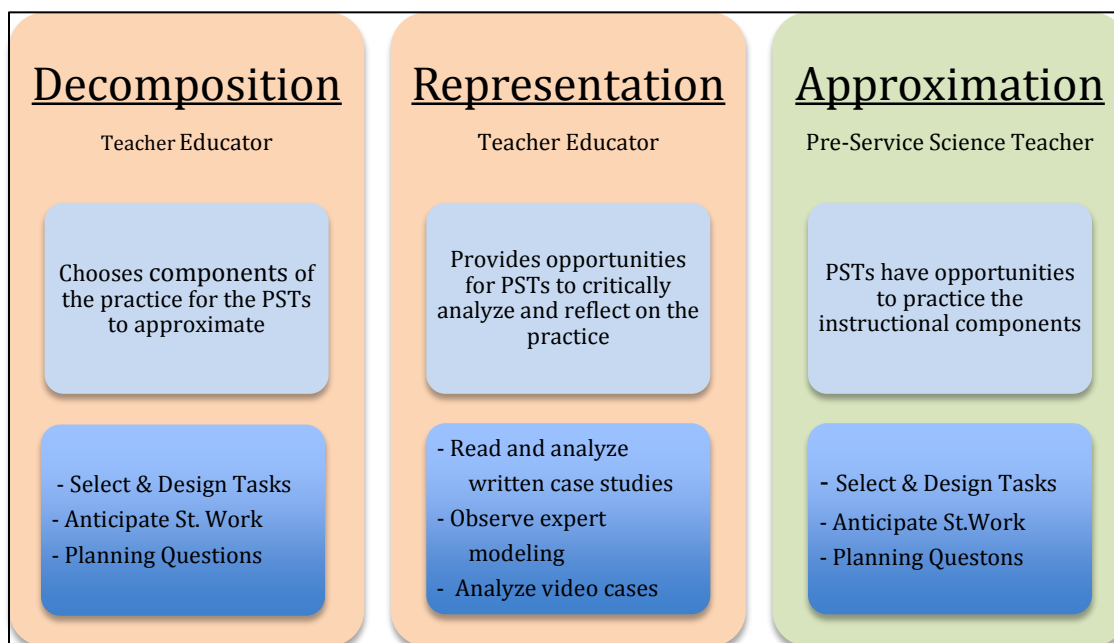 Decomposition
Teacher Educator
Chooses components of
the practice for the PSTs
to approximate
- Select & Design Tasks
- Anticipate St. Work
- Planning Questions
Representation
Teacher Educator
Provides opportunities
for PSTs to critically
analyze and reflect on the
practice
- Read and analyze
written case studies
- Observe expert
modeling
- Analyze video cases
Approximation
Pre-Service Science Teacher
PSTs have opportunities
to practice the
instructional components
- Select & Design Tasks
- Anticipate St.Work
- Planning Questons